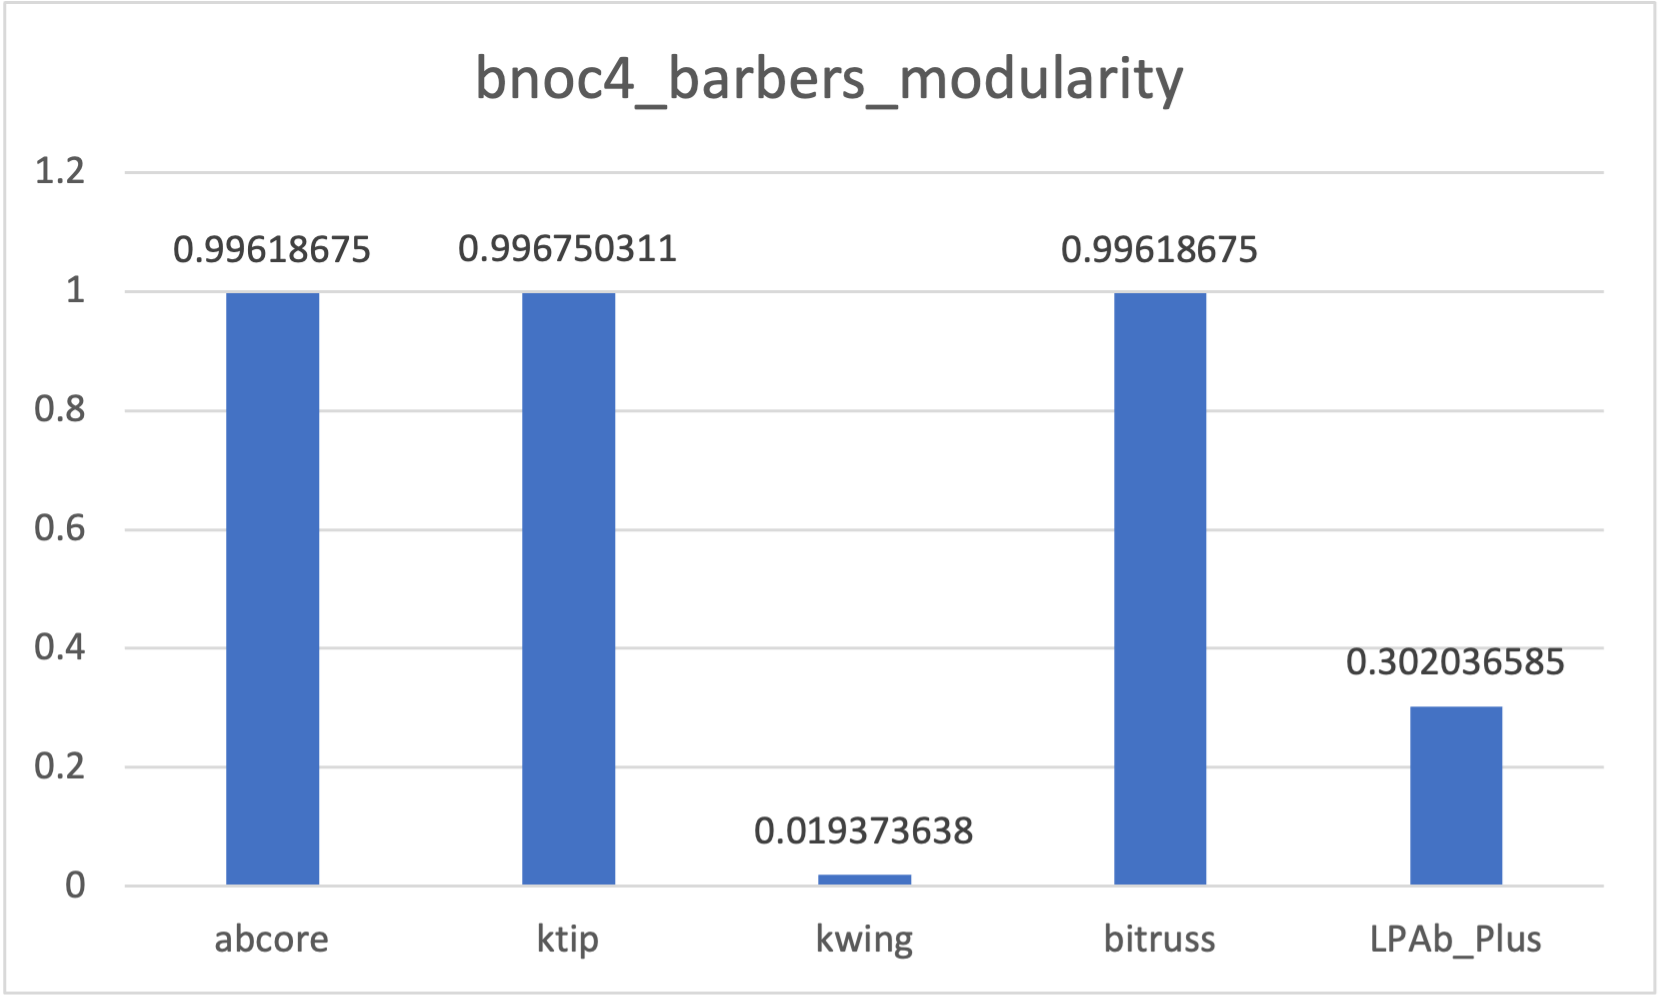 bnoc4_barbers_modularity
1.2
1
0.8
0.6
0.4
0.2
0
0.99618675
0.996750311
0.019373638
0.99618675
0.302036585
abcore
ktip
kwing
bitruss
LPAb_Plus